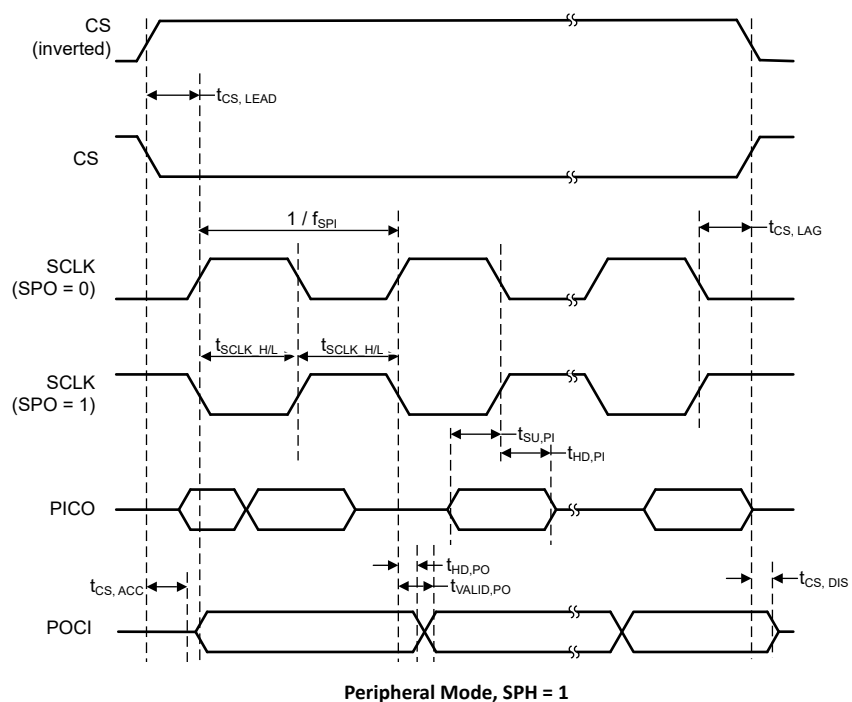 CS
(inverted)
tCS, LEAD
CS
1 / fSPI
tCS, LAG
SCLK
(SPO = 0)
tSCLK_H/L
tSCLK_H/L
SCLK
(SPO = 1)
tSU,PI
tHD,PI
PICO
tHD,PO
tVALID,PO
tCS, ACC
tCS, DIS
POCI
Peripheral Mode, SPH = 1